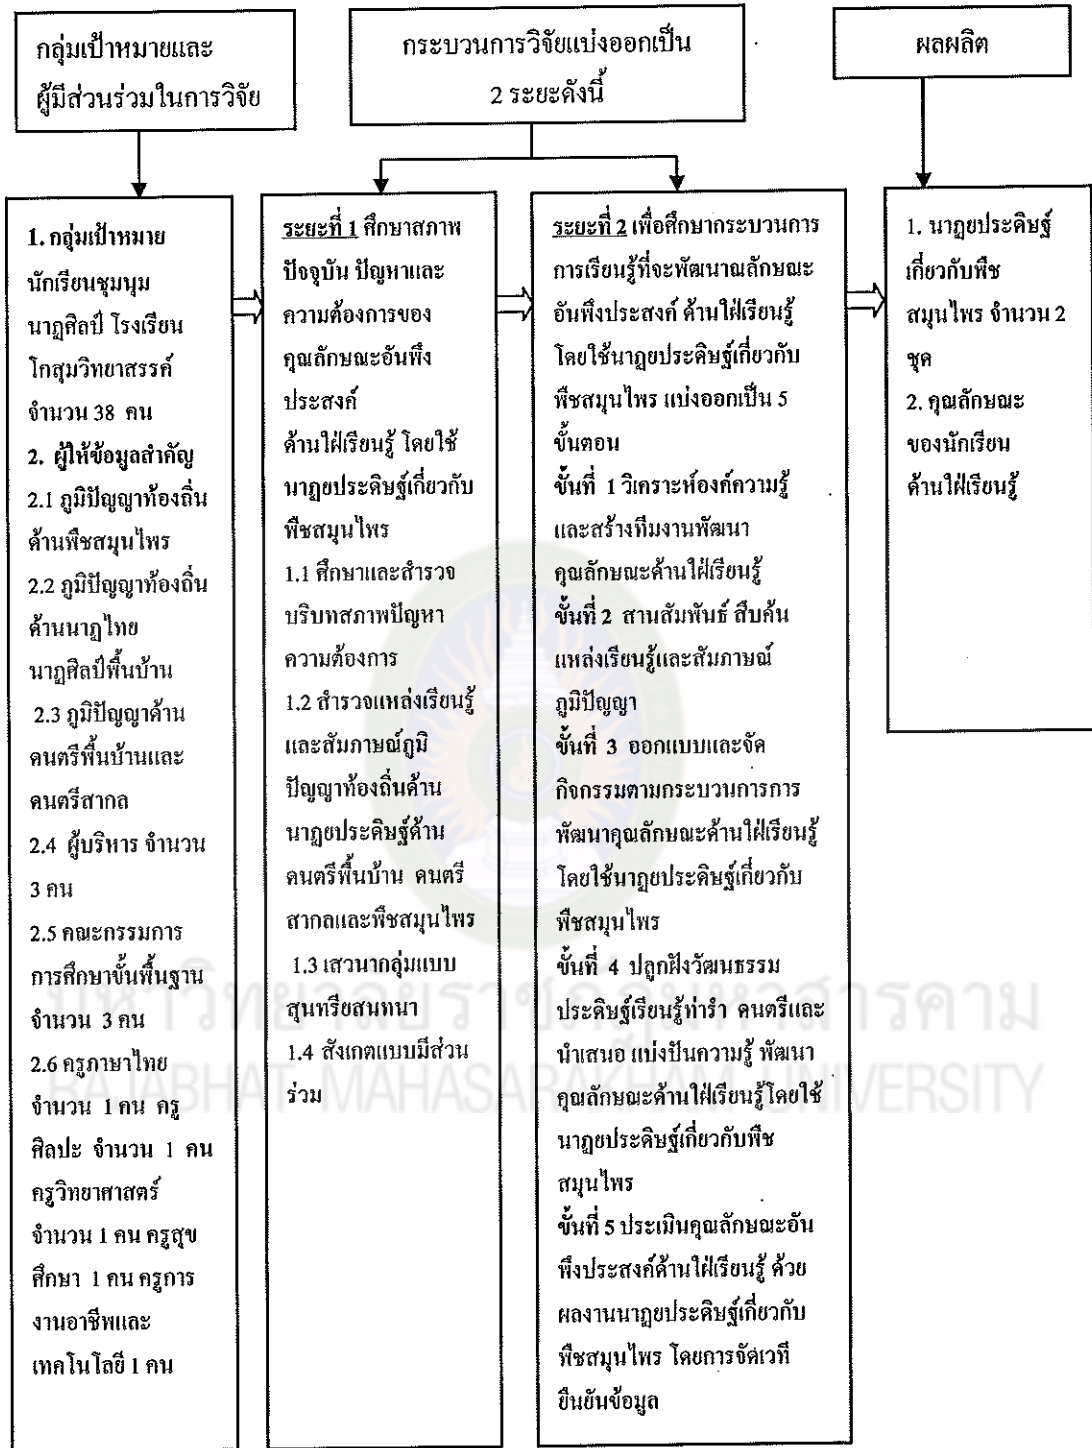 กลุ่มเป้าหมายและ
ผู้มีส่วนร่วมในการวิจัย
กระบวนการวิจัยแบ่งออกเป็น
2 ระยะดังนี้
ผลผลิต
1. กลุ่มเป้าหมาย
นักเรียนชุมนุม
นาฏศิลป์ โรงเรียน
โกสุมวิทยาสรรค์
จำนวน 38 คน
2. ผู้ให้ข้อมูลสำคัญ
2.1 ภูมิปัญญาท้องถิ่น
ด้านพืชสมุนไพร
2.2 ภูมิปัญญาท้องถิ่น
ด้านนาฏไทย
นาฏศิลป์พื้นบ้าน
2.3 ภูมิปัญญาด้าน
ดนตรีพื้นบ้านและ
ดนตรีสากล
2.4 ผู้บริหาร จำนวน
3 คน
2.5 คณะกรรมการ
การศึกษาขั้นพื้นฐาน
จำนวน 3 คน
2.6 ครูภาษาไทย
จำนวน 1 คน ครู
ศิลปะ จำนวน 1 คน
ครูวิทยาศาสตร์
จำนวน 1 คน ครูสุข
ศึกษา 1 คน ครูการ
งานอาชีพและ
เทคโนโลยี 1 คน
ระยะที่ 1 ศึกษาสภาพ
ปัจจุบัน ปัญหาและ
ความต้องการของ
คุณลักษณะอันพึง
ประสงค์
ด้านใฝ่เรียนรู้ โดยใช้
นาฏยประดิษฐ์เกี่ยวกับ
พืชสมุนไพร
1.1 ศึกษาและสำรวจ
บริบทสภาพปัญหา
ความต้องการ
1.2 สำรวจแหล่งเรียนรู้
และสัมภาษณ์ภูมิ
ปัญญาท้องถิ่นด้าน
นาฏยประดิษฐ์ด้าน
ดนตรีพื้นบ้าน ดนตรี
สากลและพืชสมุนไพร
1.3 เสวนากลุ่มแบบ
สุนทรียสนทนา
1.4 สังเกตแบบมีส่วน
ร่วม
ระยะที่ 2 เพื่อศึกษากระบวนการ
การเรียนรู้ที่จะพัฒนาณลักษณะ
อันพึงประสงค์ ด้านใฝ่เรียนรู้
โดยใช้นาฏยประดิษฐ์เกี่ยวกับ
พืชสมุนไพร แบ่งออกเป็น 5
ขั้นตอน
ขั้นที่ 1 วิเคราะห์องค์ความรู้
และสร้างทีมงานพัฒนา
คุณลักษณะด้านใฝ่เรียนรู้
ขั้นที่ 2 สานสัมพันธ์ สืบค้น
แหล่งเรียนรู้และสัมภาษณ์
ภูมิปัญญา
ขั้นที่ 3 ออกแบบและจัด
กิจกรรมตามกระบวนการการ
พัฒนาคุณลักษณะด้านใฝ่เรียนรู้
โดยใช้นาฏยประดิษฐ์เกี่ยวกับ
พืชสมุนไพร
ขั้นที่ 4 ปลูกฝังวัฒนธรรม
ประดิษฐ์เรียนรู้ท่ารำ ดนตรีและ
นำเสนอ แบ่งปันความรู้ พัฒนา
คุณลักษณะด้านใฝ่เรียนรู้โดยใช้
นาฏยประดิษฐ์เกี่ยวกับพืช
สมุนไพร
ขั้นที่ 5 ประเมินคุณลักษณะอัน
พึงประสงค์ด้านใฝ่เรียนรู้ ด้วย
ผลงานนาฏยประดิษฐ์เกี่ยวกับ
พืชสมุนไพร โดยการจัดเวที
ยืนยันข้อมูล
1. นาฏยประดิษฐ์
เกี่ยวกับพืช
สมุนไพร จำนวน 2
ชุด
2. คุณลักษณะ
ของนักเรียน
ด้านใฝ่เรียนรู้
มหาวิทยาลัยราชภัฏมหาสารคาม
RAJABHAT MAHASARAKHAM UNIVERSITY